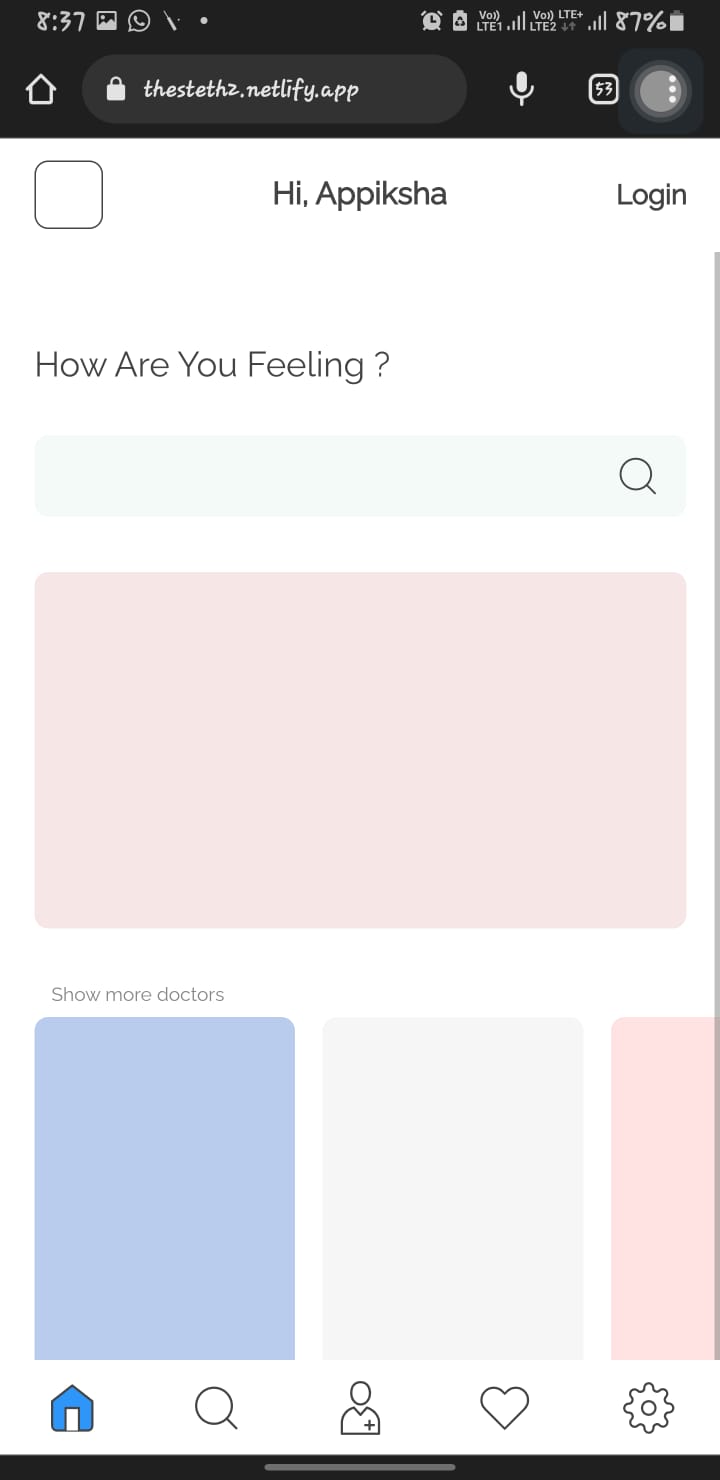 8:37
Vo)) LTE1 Vo)) LTE+ LTE2 87%
thestethz.netlify.app
53
Hi, Appiksha
Login
How Are You Feeling ?
Show more doctors